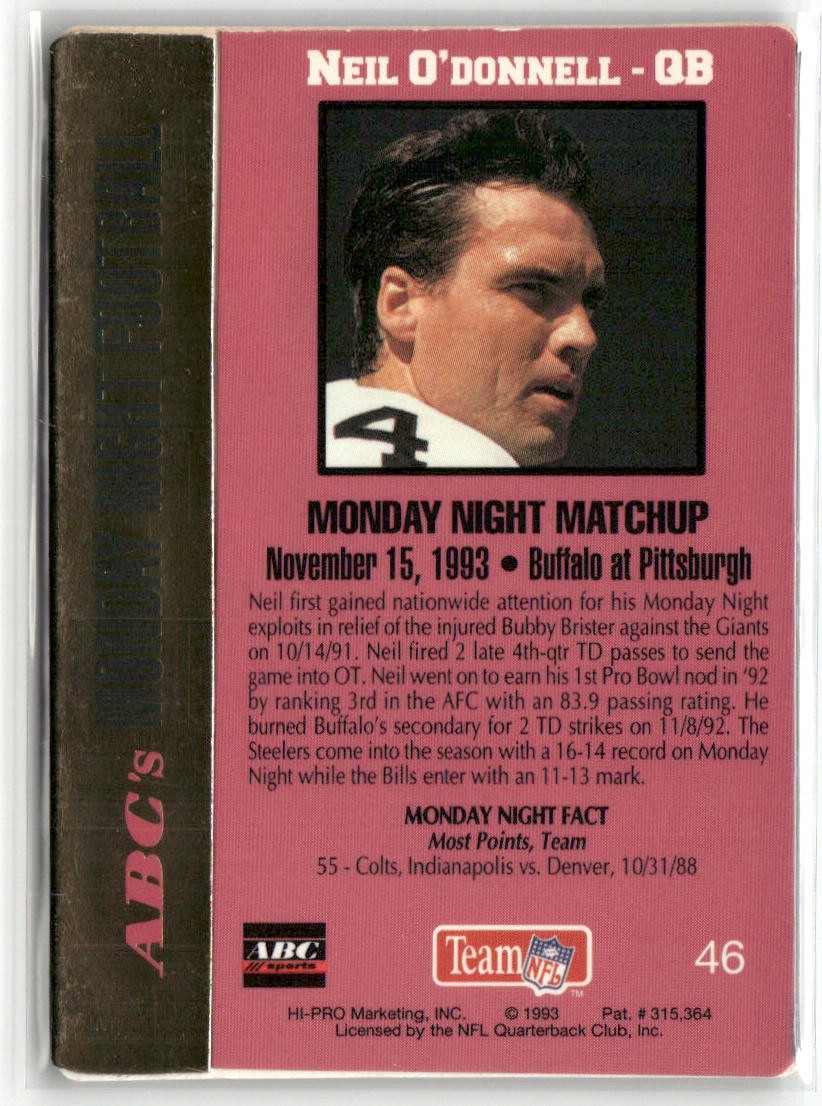 ABC's MONDAY NIGHT FOOTBALL
NEIL O'DONNELL - QB
4
MONDAY NIGHT MATCHUP
November 15, 1993 • Buffalo at Pittsburgh
Neil first gained nationwide attention for his Monday Night
exploits in relief of the injured Bubby Brister against the Giants
on 10/14/91. Neil fired 2 late 4th-qtr TD passes to send the
game into OT. Neil went on to earn his 1st Pro Bowl nod in '92
by ranking 3rd in the AFC with an 83.9 passing rating. He
burned Buffalo's secondary for 2 TD strikes on 11/8/92. The
Steelers come into the season with a 16-14 record on Monday
Night while the Bills enter with an 11-13 mark.
MONDAY NIGHT FACT
Most Points, Team
55 - Colts, Indianapolis vs. Denver, 10/31/88
ABC
sports
Team NFL
TM
46
HI-PRO Marketing, INC. © 1993 Pat. # 315,364
Licensed by the NFL Quarterback Club, Inc.